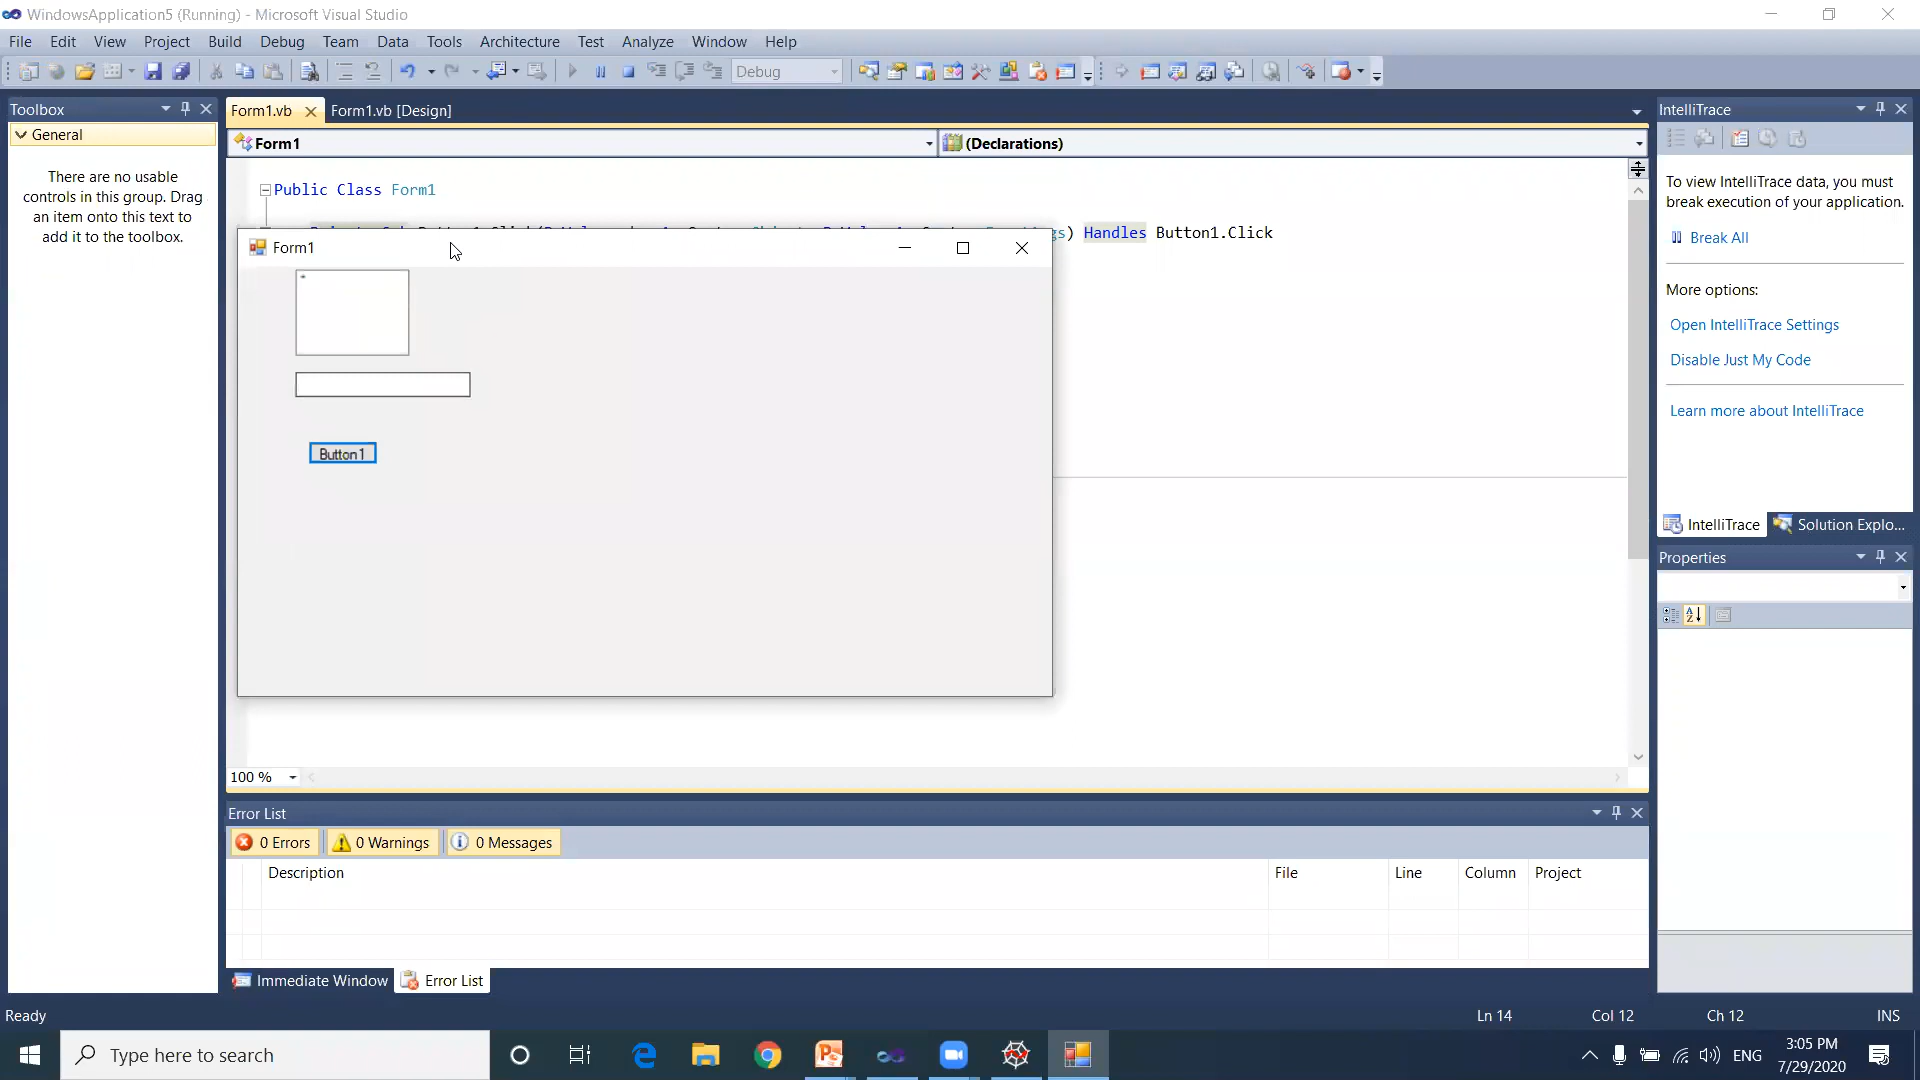 WindowsApplication5 (Running) - Microsoft Visual Studio
File Edit View Project Build Debug Team Data Tools Architecture Test Analyze Window Help
Debug
Toolbox
General
There are no usable
controls in this group. Drag
an item onto this text to
add it to the toolbox.
Form1.vb
Form1.vb [Design]
Form1
(Declarations)
Public Class Form1
Handles Button1.Click
Form1
*
Button1
100 %
IntelliTrace
To view IntelliTrace data, you must
break execution of your application.
Break All
More options:
Open IntelliTrace Settings
Disable Just My Code
Learn more about IntelliTrace
IntelliTrace
Solution Explo...
Properties
Error List
0 Errors
0 Warnings
0 Messages
Description File Line Column Project
Immediate Window
Error List
Ready
Ln 14 Col 12 Ch 12 INS
Type here to search
ENG
3:05 PM
7/29/2020